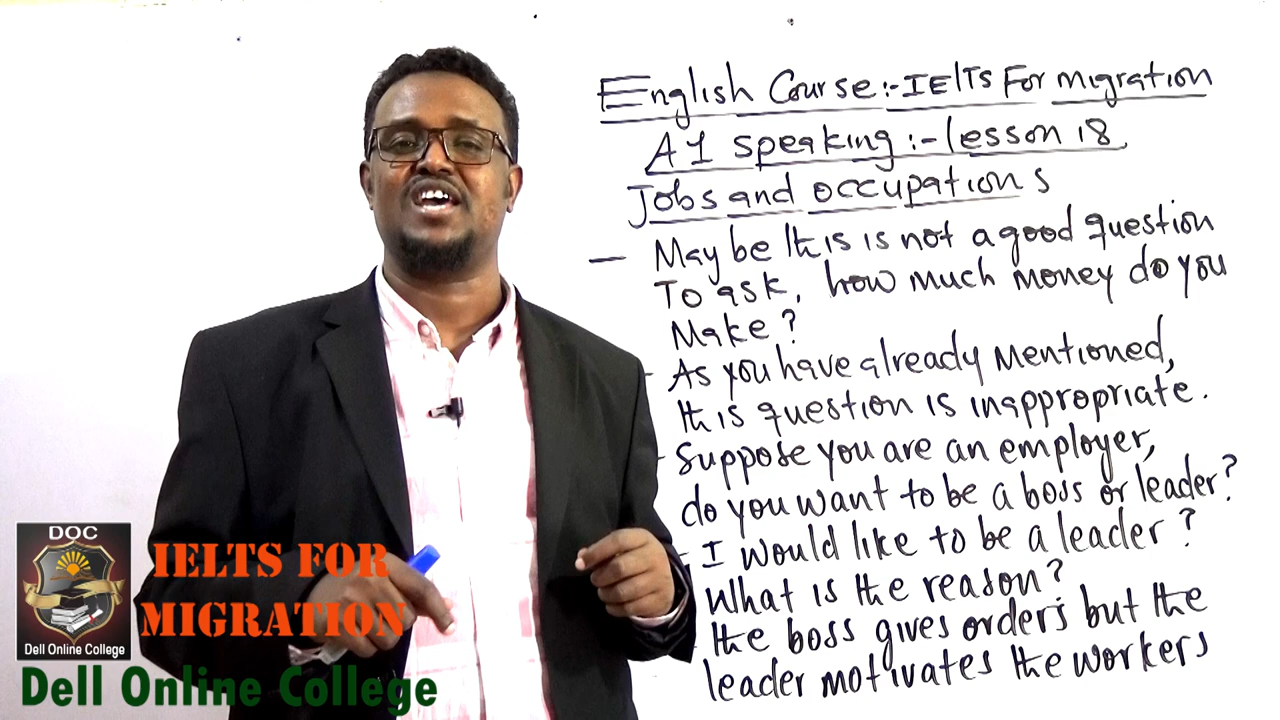 English Course:-IELTS For migration
A1 speaking:-lesson 18
Jobs and occupations
— May be this is not a good question
To ask, how much money do you
Make?
- As you have already mentioned,
this question is inappropriate.
- Suppose you are an employer,
do you want to be a boss or leader?
- I would like to be a leader?
What is the reason?
the boss gives orders but the
leader motivates the workers
DOC
Dell Online College
IELTS FOR
MIGRATION
Dell Online College